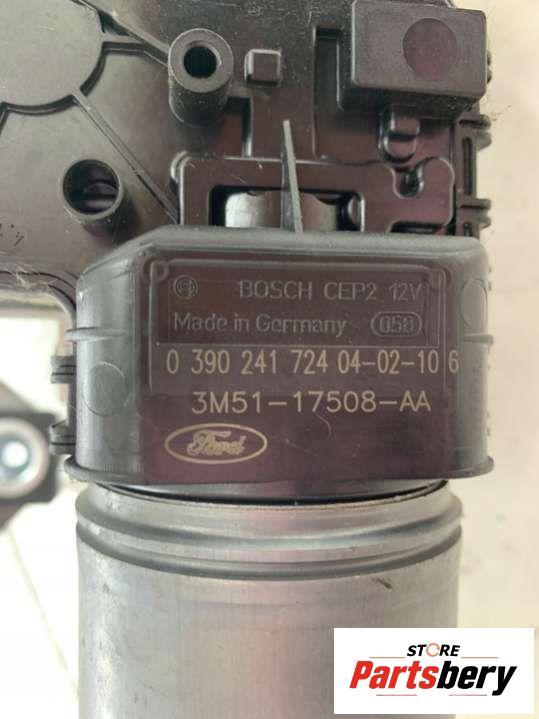 BOSCH CEP2 12V
Made in Germany 058
0 390 241 724 04-02-10 6
3M51-17508-AA
Ford
STORE
Partsbery